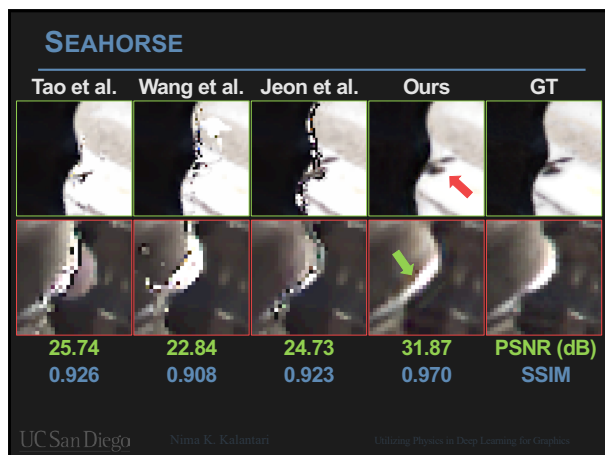 SEAHORSE
Tao et al. Wang et al. Jeon et al. Ours GT
25.74 22.84 24.73 31.87 PSNR (dB)
0.926 0.908 0.923 0.970 SSIM
UC San Diego Nima K. Kalantari Utilizing Physics in Deep Learning for Graphics